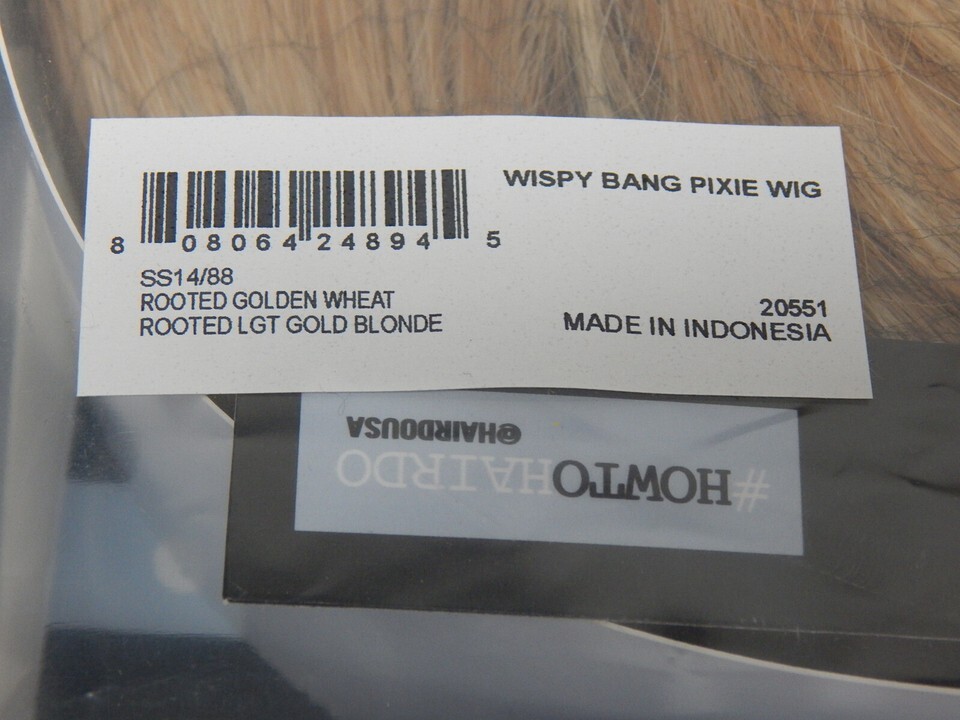 WISPY BANG PIXIE WIG
8 08064 24894 5
SS14/88
ROOTED GOLDEN WHEAT
ROOTED LGT GOLD BLONDE
20551
MADE IN INDONESIA
#HOWTOHAIRDO
@HAIRDOUSA